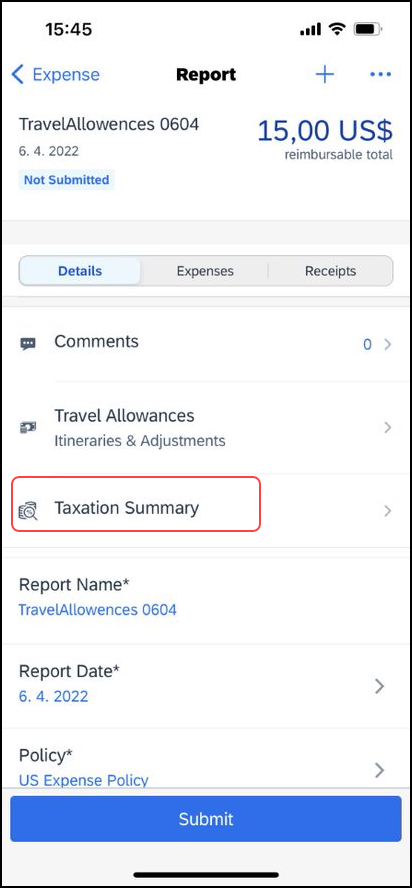 15:45
Expense
Report
TravelAllowences 0604
15,00 US$
6. 4. 2022
reimbursable total
Not Submitted
Details
Expenses
Receipts
Comments
0
Travel Allowances
Itineraries & Adjustments
Taxation Summary
Report Name*
TravelAllowences 0604
Report Date*
6. 4. 2022
Policy*
US Expense Policy
Submit